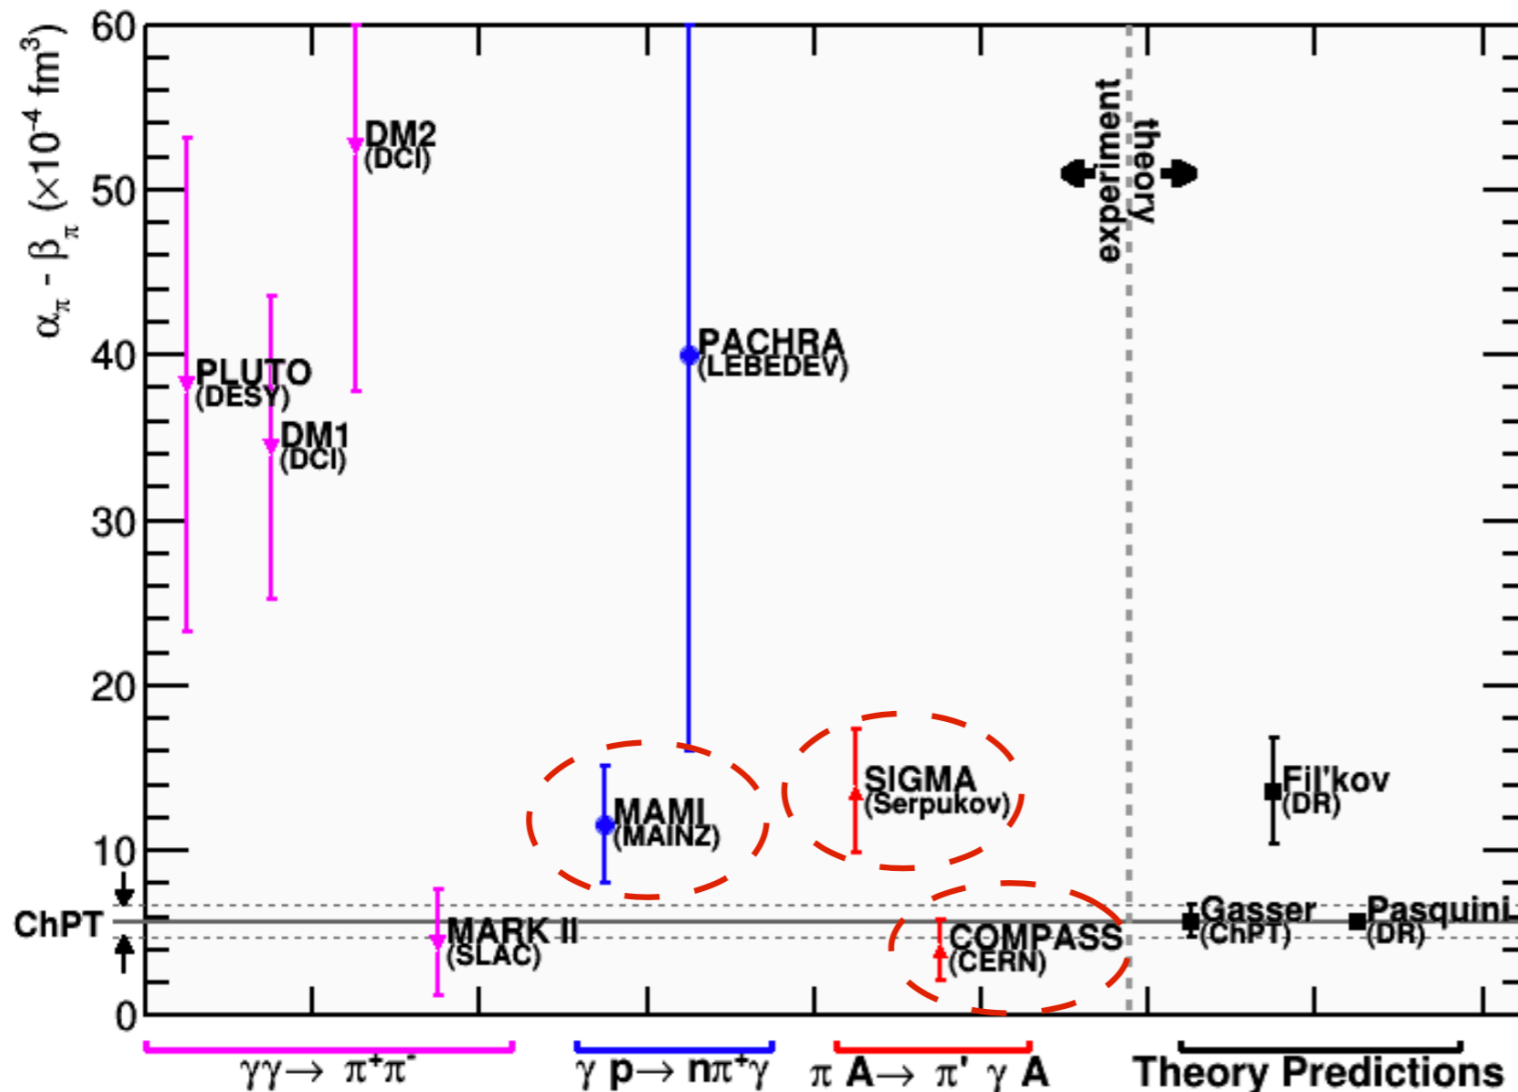 α_π - β_π (×10⁻⁴ fm³)
60
50
40
30
20
10
0
ChPT
PLUTO
(DESY)
DM1
(DCI)
DM2
(DCI)
MARK II
(SLAC)
MAMI
(MAINZ)
PACHRA
(LEBEDEV)
SIGMA
(Serpukov)
COMPASS
(CERN)
experiment
theory
Fil'kov
(DR)
Gasser
(ChPT)
Pasquini
(DR)
γγ→ π⁺π⁻
γ p→ nπ⁺γ
π A→ π' γ A
Theory Predictions